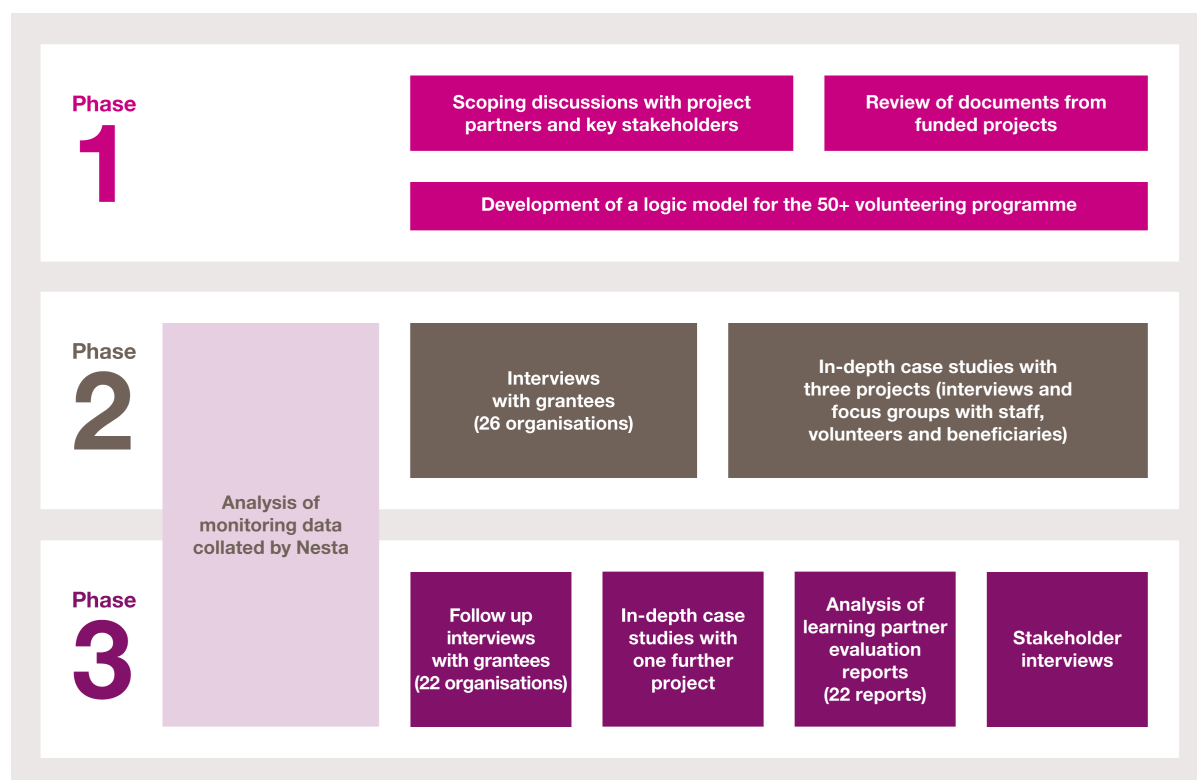 Phase
1
Scoping discussions with project
partners and key stakeholders
Review of documents from
funded projects
Development of a logic model for the 50+ volunteering programme
Phase
2
Analysis of
monitoring data
collated by Nesta
Interviews
with grantees
(26 organisations)
In-depth case studies with
three projects (interviews and
focus groups with staff,
volunteers and beneficiaries)
Phase
3
Follow up
interviews
with grantees
(22 organisations)
In-depth case
studies with
one further
project
Analysis of
learning partner
evaluation
reports
(22 reports)
Stakeholder
interviews